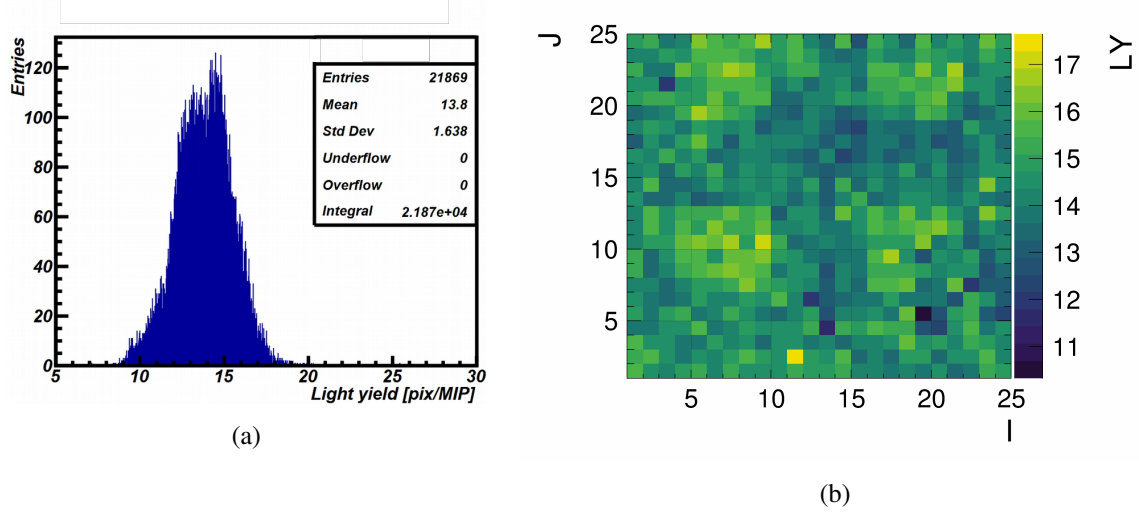 Entries
120
100
80
60
40
20
0
5 10 15 20 25 30
Light yield [pix/MIP]
Entries 21869
Mean 13.8
Std Dev 1.638
Underflow 0
Overflow 0
Integral 2.187e+04
(a)
J
25
20
15
10
5
5 10 15 20 25
I
LY
17
16
15
14
13
12
11
(b)